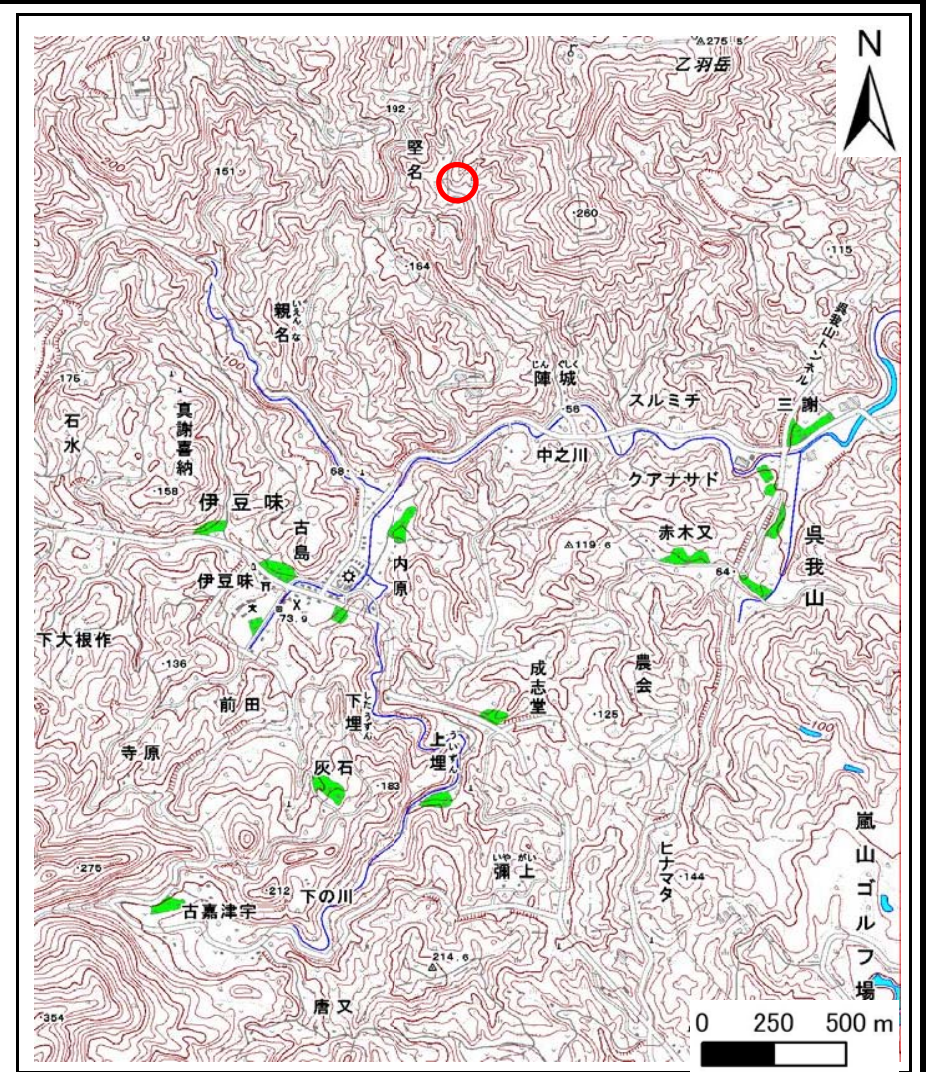 N
275.5
乙羽岳
192
堅名
151
200
260
115
164
呉我山トンネル
親名
いえんな
陣城
じんぐしく
スルミチ
三謝
175
石水
真謝喜納
100
56
中之川
68
クアナサド
158
伊豆味
古島
119.6
赤木又
呉我山
伊豆味
内原
64
73.9
下大根作
136
前田
成志堂
農会
下埋
したうずん
125
100
寺原
上埋
ういずん
灰石
183
嵐山ゴルフ場
275
彌上
いやがい
ヒナマタ
144
212
下の川
古嘉津宇
214.6
唐又
354
0 250 500 m